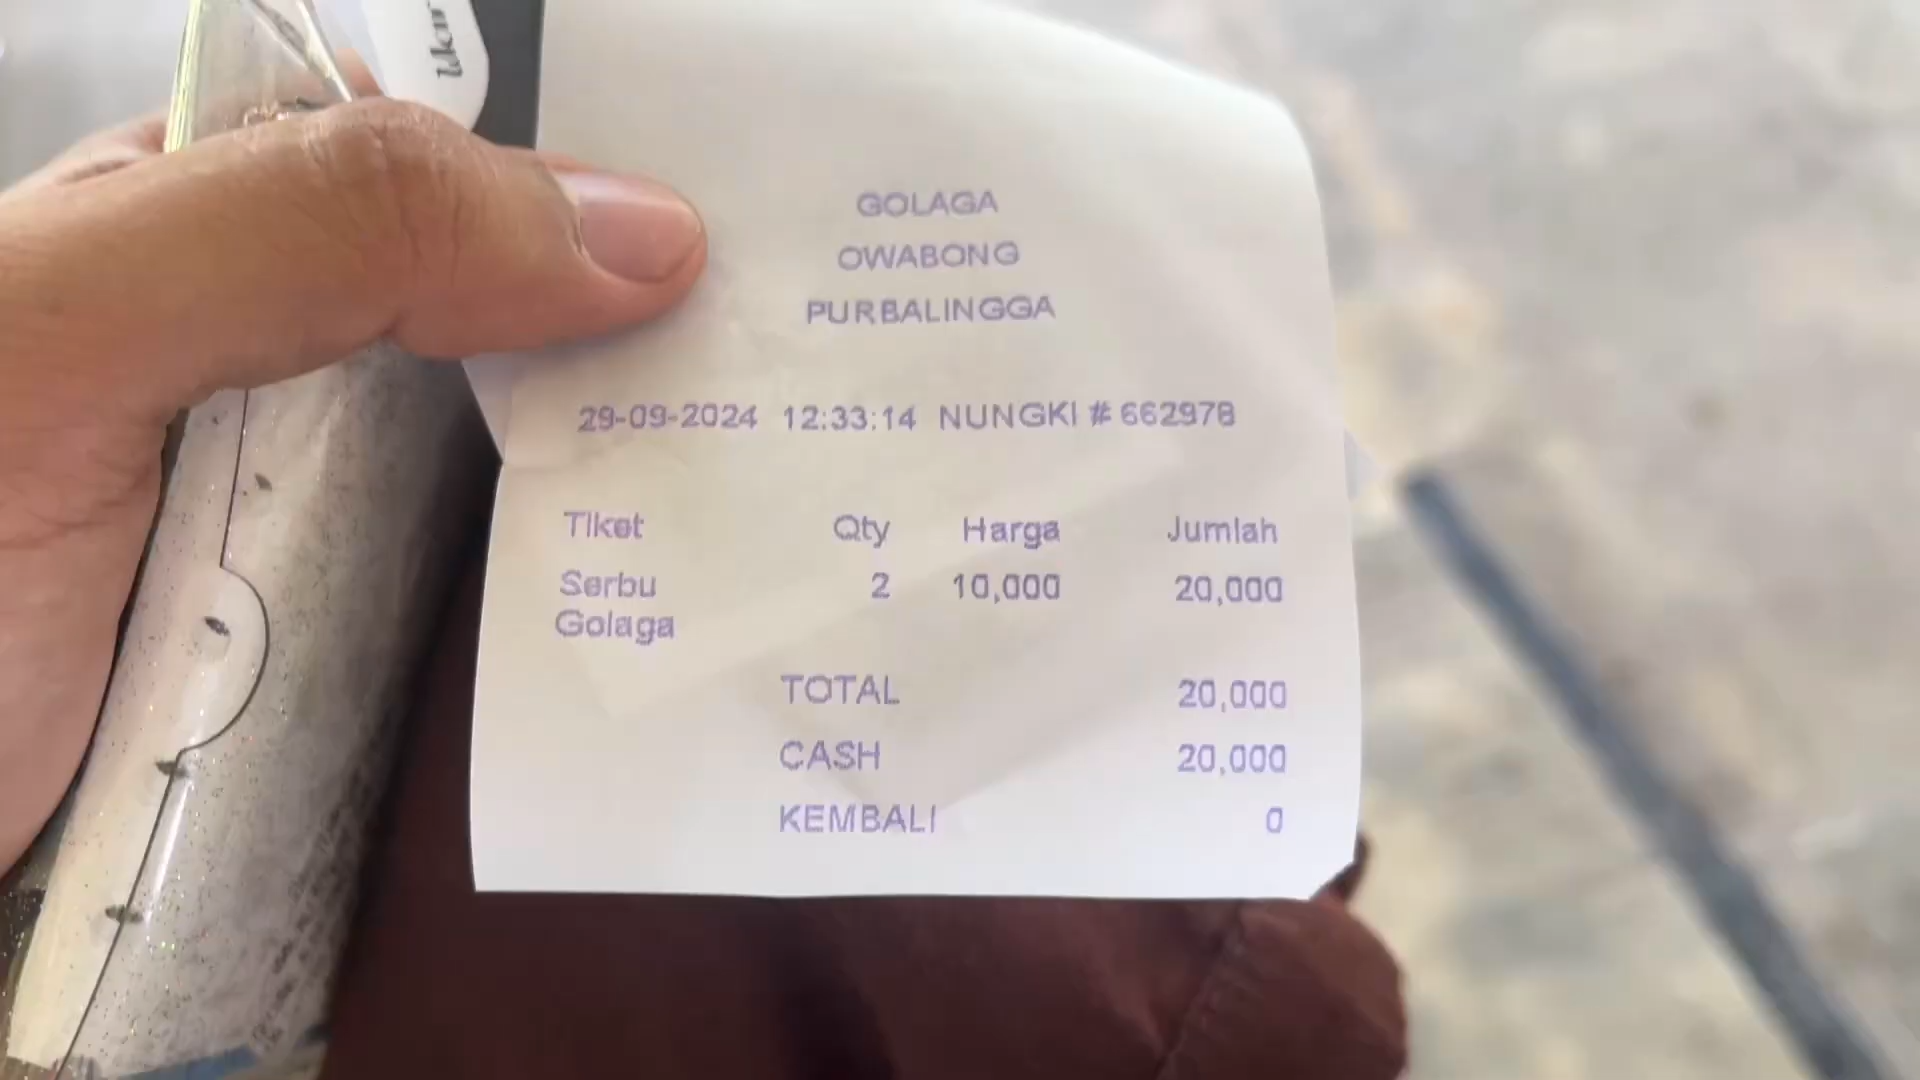 GOLAGA
OWABONG
PURBALINGGA
29-09-2024 12:33:14 NUNGKI # 662978
Tiket Qty Harga Jumlah
Serbu 2 10,000 20,000
Golaga
TOTAL 20,000
CASH 20,000
KEMBALI 0